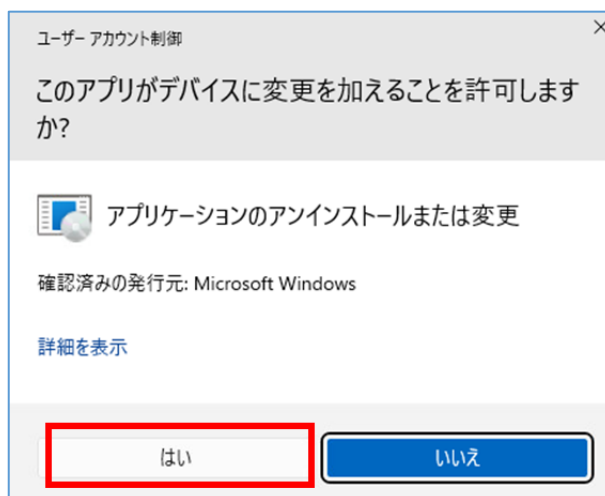 ユーザー アカウント制御
このアプリがデバイスに変更を加えることを許可します
か?
アプリケーションのアンインストールまたは変更
確認済みの発行元: Microsoft Windows
詳細を表示
はい
いいえ